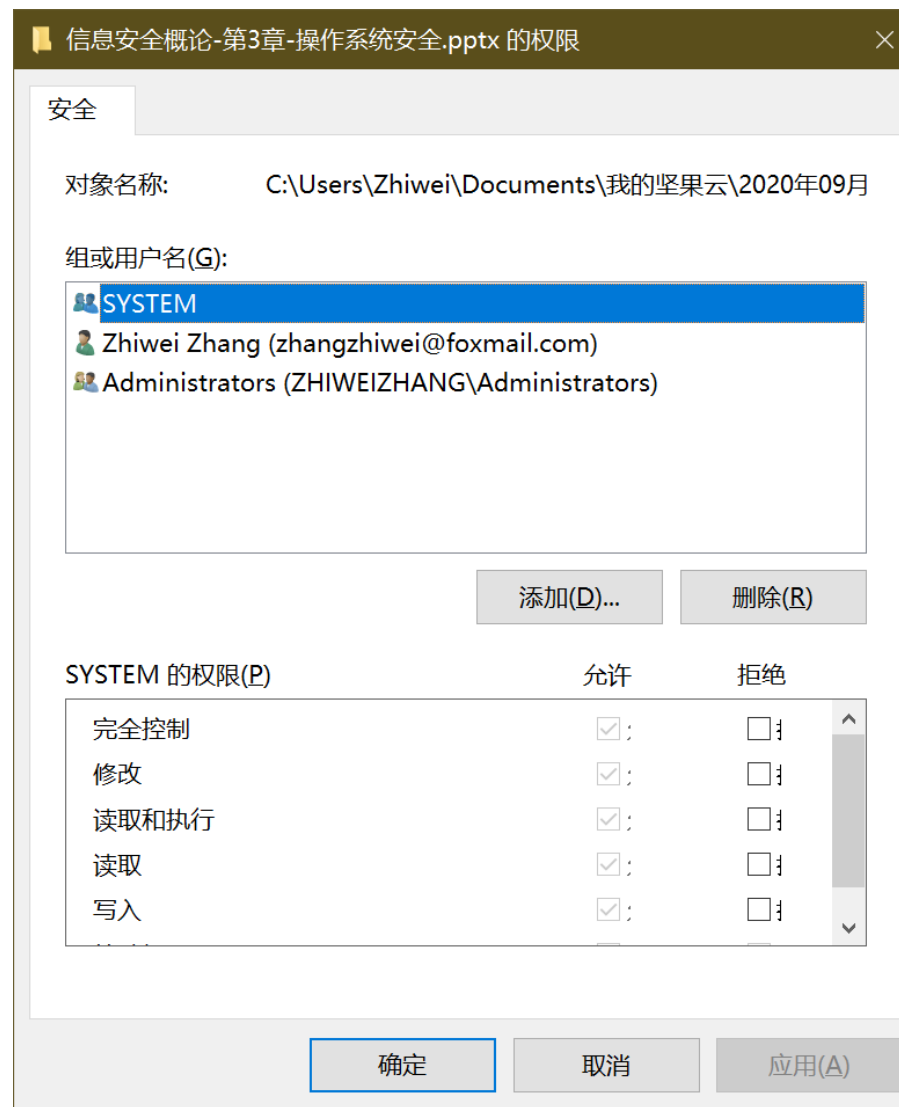 信息安全概论-第3章-操作系统安全.pptx 的权限
安全
对象名称: C:\Users\Zhiwei\Documents\我的坚果云\2020年09月
组或用户名(G):
SYSTEM
Zhiwei Zhang (zhangzhiwei@foxmail.com)
Administrators (ZHIWEIZHANG\Administrators)
添加(D)... 删除(R)
SYSTEM 的权限(P) 允许 拒绝
完全控制
修改
读取和执行
读取
写入
确定 取消 应用(A)